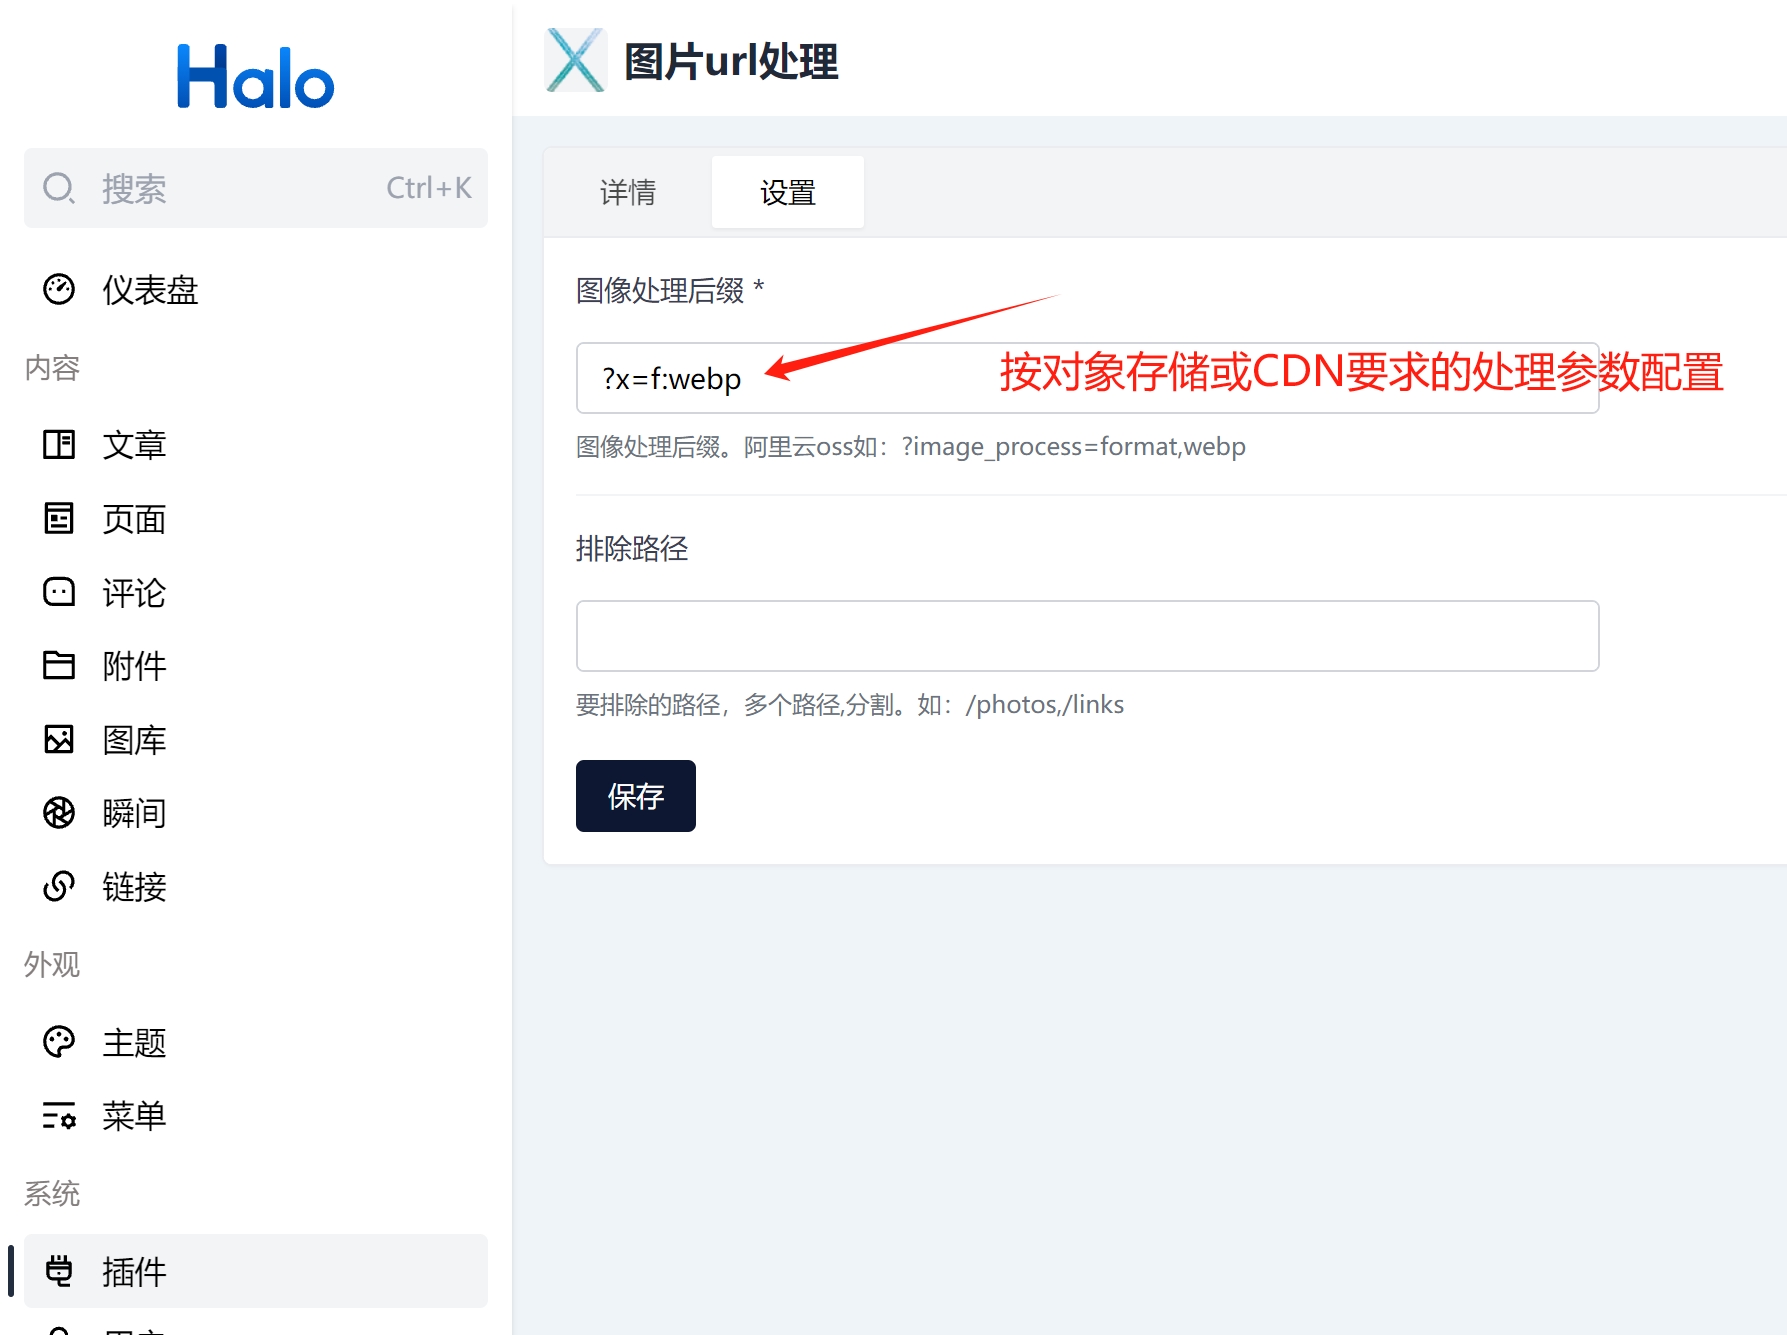 Halo
搜索 Ctrl+K
仪表盘
内容
文章
页面
评论
附件
图库
瞬间
链接
外观
主题
菜单
系统
插件
图片url处理
详情 设置
图像处理后缀 *
?x=f:webp
按对象存储或CDN要求的处理参数配置
图像处理后缀。阿里云oss如：?image_process=format,webp
排除路径
要排除的路径，多个路径,分割。如：/photos,/links
保存